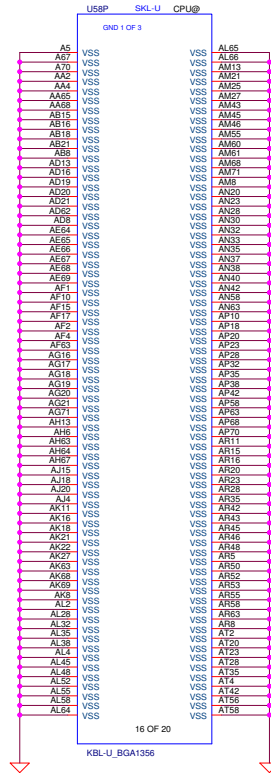 U58P SKL-U CPU@
GND 1 OF 3
A5 VSS VSS AL65
A67 VSS VSS AL66
A70 VSS VSS AM13
AA2 VSS VSS AM21
AA4 VSS VSS AM25
AA65 VSS VSS AM27
AA68 VSS VSS AM43
AB15 VSS VSS AM45
AB16 VSS VSS AM46
AB18 VSS VSS AM55
AB21 VSS VSS AM60
AB8 VSS VSS AM61
AD13 VSS VSS AM68
AD16 VSS VSS AM71
AD19 VSS VSS AM8
AD20 VSS VSS AN20
AD21 VSS VSS AN23
AD62 VSS VSS AN28
AD8 VSS VSS AN30
AE64 VSS VSS AN32
AE65 VSS VSS AN33
AE66 VSS VSS AN35
AE67 VSS VSS AN37
AE68 VSS VSS AN38
AE69 VSS VSS AN40
AF1 VSS VSS AN42
AF10 VSS VSS AN58
AF15 VSS VSS AN63
AF17 VSS VSS AP10
AF2 VSS VSS AP18
AF4 VSS VSS AP20
AF63 VSS VSS AP23
AG16 VSS VSS AP28
AG17 VSS VSS AP32
AG18 VSS VSS AP35
AG19 VSS VSS AP38
AG20 VSS VSS AP42
AG21 VSS VSS AP58
AG71 VSS VSS AP63
AH13 VSS VSS AP68
AH6 VSS VSS AP70
AH63 VSS VSS AR11
AH64 VSS VSS AR15
AH67 VSS VSS AR16
AJ15 VSS VSS AR20
AJ18 VSS VSS AR23
AJ20 VSS VSS AR28
AJ4 VSS VSS AR35
AK11 VSS VSS AR42
AK16 VSS VSS AR43
AK18 VSS VSS AR45
AK21 VSS VSS AR46
AK22 VSS VSS AR48
AK27 VSS VSS AR5
AK63 VSS VSS AR50
AK68 VSS VSS AR52
AK69 VSS VSS AR53
AK8 VSS VSS AR55
AL2 VSS VSS AR58
AL28 VSS VSS AR63
AL32 VSS VSS AR8
AL35 VSS VSS AT2
AL38 VSS VSS AT20
AL4 VSS VSS AT23
AL45 VSS VSS AT28
AL48 VSS VSS AT35
AL52 VSS VSS AT4
AL55 VSS VSS AT42
AL58 VSS VSS AT56
AL64 VSS VSS AT58
16 OF 20
KBL-U_BGA1356